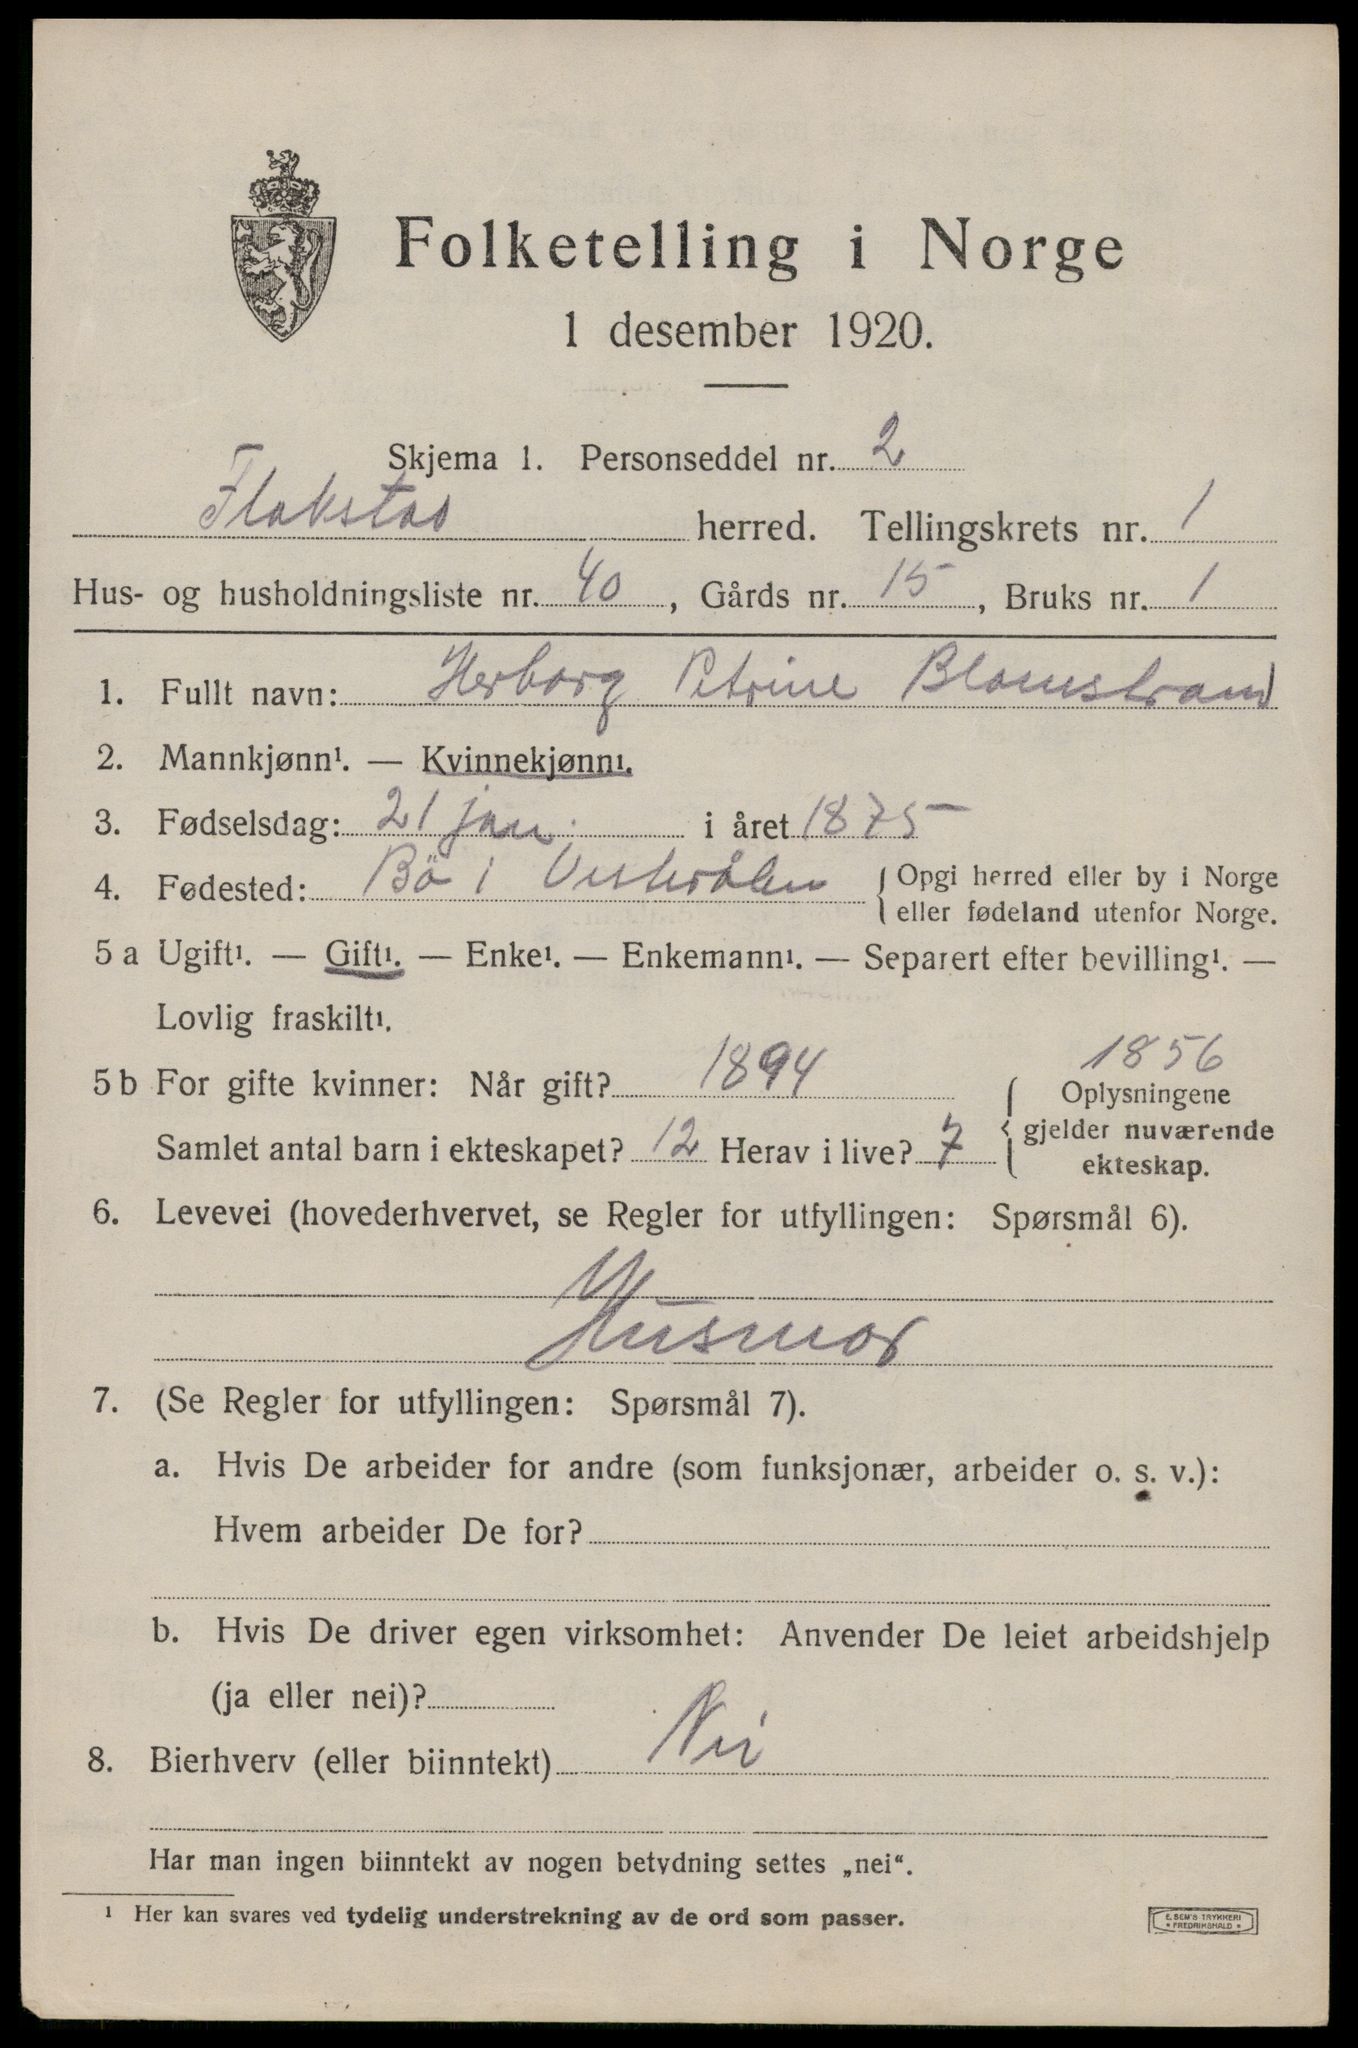 Folketelling i Norge
1 desember 1920.
Skjema 1. Personseddel nr. 2
Flakstad herred. Tellingskrets nr. 1
Hus- og husholdningsliste nr. 40, Gårds nr. 15, Bruks nr. 1
1. Fullt navn: Herborg Petrine Blomstrand
2. Mannkjønn¹. — Kvinnekjønn¹.
3. Fødselsdag: 21 jan. i året 1875
4. Fødested: Bö i Vesterålen { Opgi herred eller by i Norge
eller fødeland utenfor Norge.
5 a Ugift¹. — Gift¹. — Enke¹. — Enkemann¹. — Separert efter bevilling¹. —
Lovlig fraskilt¹.
1856
5 b For gifte kvinner: Når gift? 1894
Samlet antal barn i ekteskapet? 12 Herav i live? 7
{ Oplysningene
gjelder nuværende
ekteskap.
6. Levevei (hovederhvervet, se Regler for utfyllingen: Spørsmål 6).
Husmor
7. (Se Regler for utfyllingen: Spørsmål 7).
a. Hvis De arbeider for andre (som funksjonær, arbeider o. s. v.):
Hvem arbeider De for?
b. Hvis De driver egen virksomhet: Anvender De leiet arbeidshjelp
(ja eller nei)?
8. Bierhverv (eller biinntekt) Nei
Har man ingen biinntekt av nogen betydning settes „nei“.
¹ Her kan svares ved tydelig understrekning av de ord som passer.
E. SEM'S TRYKKERI
* FREDRIKSHALD *